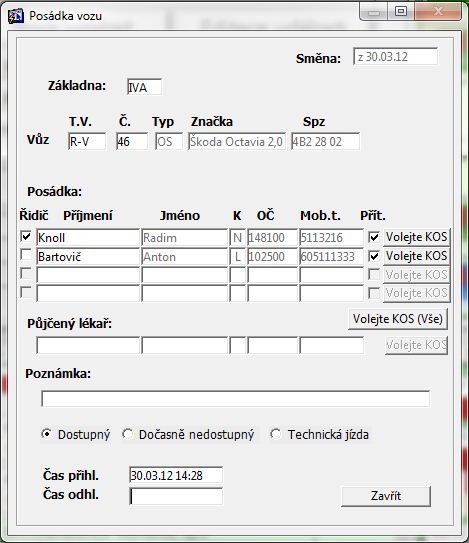 Posádka vozu
Směna: z 30.03.12
Základna: IVA
T.V. Č. Typ Značka Spz
Vůz R-V 46 OS Škoda Octavia 2,0 4B2 28 02
Posádka:
Řidič Příjmení Jméno K OČ Mob.t. Přít.
Knoll Radim N 148100 5113216 Volejte KOS
Bartovič Anton L 102500 605111333 Volejte KOS
Volejte KOS
Volejte KOS
Volejte KOS (Vše)
Půjčený lékař:
Volejte KOS
Poznámka:
Dostupný Dočasně nedostupný Technická jízda
Čas přihl. 30.03.12 14:28
Čas odhl.
Zavřít